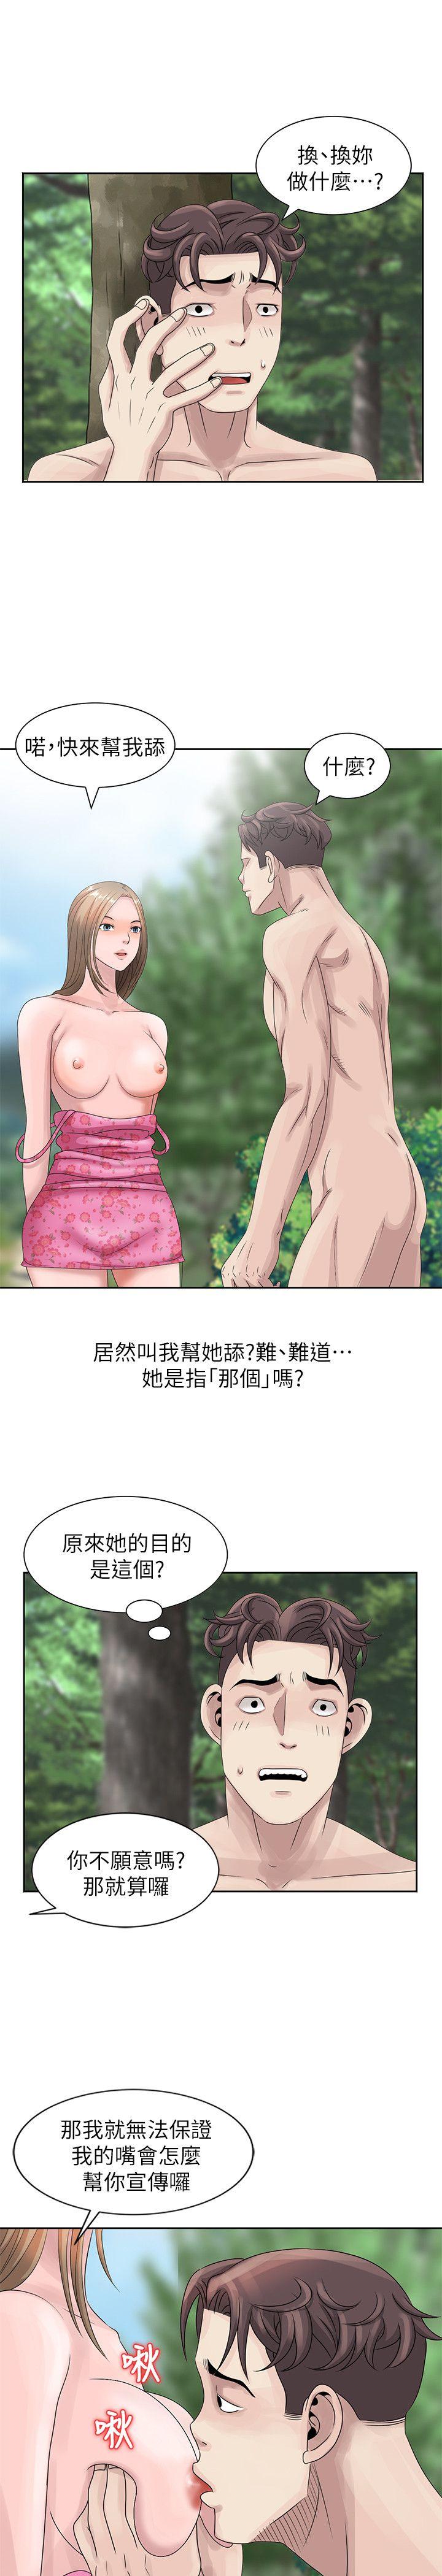 換、換妳
做什麼⋯?
喏，快來幫我舔
什麼?
居然叫我幫她舔?難、難道⋯
她是指「那個」嗎?
原來她的目的
是這個?
你不願意嗎?
那就算囉
那我就無法保證
我的嘴會怎麼
幫你宣傳囉
啾
啾